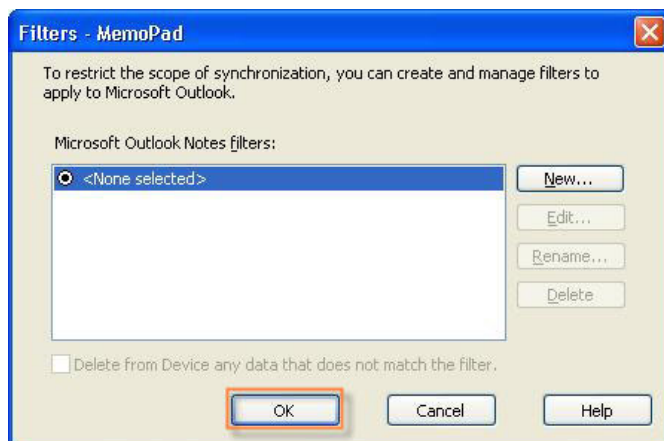 Filters - MemoPad
To restrict the scope of synchronization, you can create and manage filters to
apply to Microsoft Outlook.
Microsoft Outlook Notes filters:
<None selected>
New...
Edit...
Rename...
Delete
Delete from Device any data that does not match the filter.
OK
Cancel
Help